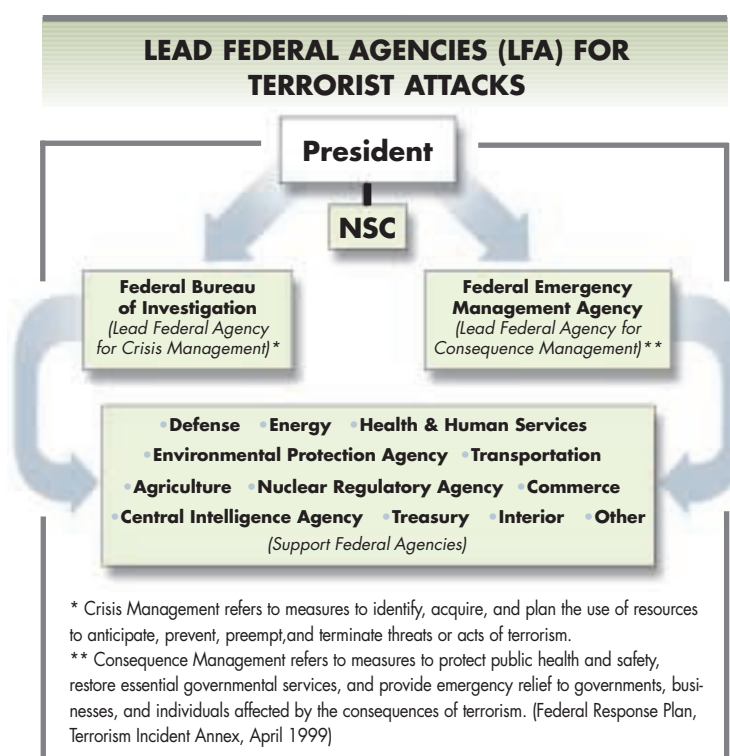 LEAD FEDERAL AGENCIES (LFA) FOR
TERRORIST ATTACKS
President
NSC
Federal Bureau
of Investigation
(Lead Federal Agency
for Crisis Management)*
Federal Emergency
Management Agency
(Lead Federal Agency for
Consequence Management)**
•Defense •Energy •Health & Human Services
•Environmental Protection Agency •Transportation
•Agriculture •Nuclear Regulatory Agency •Commerce
•Central Intelligence Agency •Treasury •Interior •Other
(Support Federal Agencies)
* Crisis Management refers to measures to identify, acquire, and plan the use of resources
to anticipate, prevent, preempt,and terminate threats or acts of terrorism.
** Consequence Management refers to measures to protect public health and safety,
restore essential governmental services, and provide emergency relief to governments, busi-
nesses, and individuals affected by the consequences of terrorism. (Federal Response Plan,
Terrorism Incident Annex, April 1999)